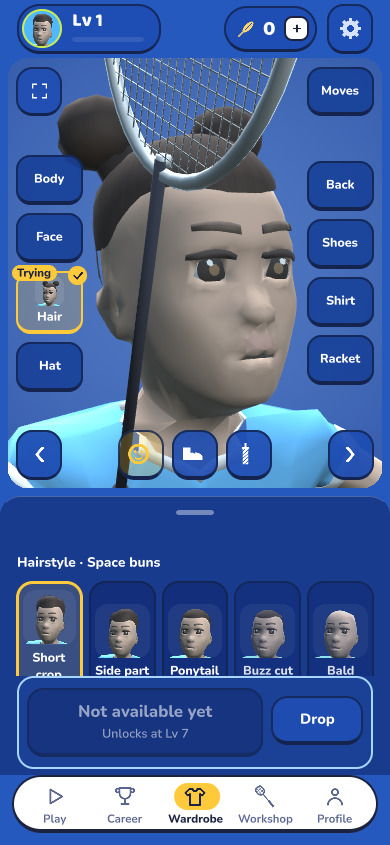 Lv 1
0
+
Moves
Body
Back
Face
Shoes
Trying
Hair
Shirt
Hat
Racket
Hairstyle · Space buns
Short
crop
Side part
Ponytail
Buzz cut
Bald
Not available yet
Unlocks at Lv 7
Drop
Play
Career
Wardrobe
Workshop
Profile